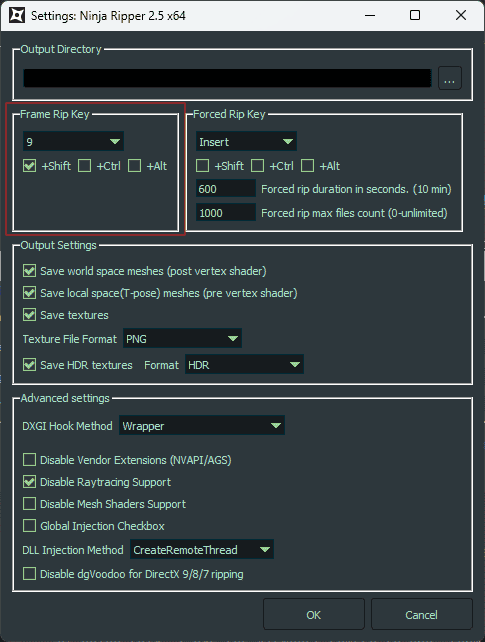 Settings: Ninja Ripper 2.5 x64
Output Directory
...
Frame Rip Key
9
+Shift +Ctrl +Alt
Forced Rip Key
Insert
+Shift +Ctrl +Alt
600 Forced rip duration in seconds. (10 min)
1000 Forced rip max files count (0-unlimited)
Output Settings
Save world space meshes (post vertex shader)
Save local space(T-pose) meshes (pre vertex shader)
Save textures
Texture File Format PNG
Save HDR textures Format HDR
Advanced settings
DXGI Hook Method Wrapper
Disable Vendor Extensions (NVAPI/AGS)
Disable Raytracing Support
Disable Mesh Shaders Support
Global Injection Checkbox
DLL Injection Method CreateRemoteThread
Disable dgVoodoo for DirectX 9/8/7 ripping
OK Cancel